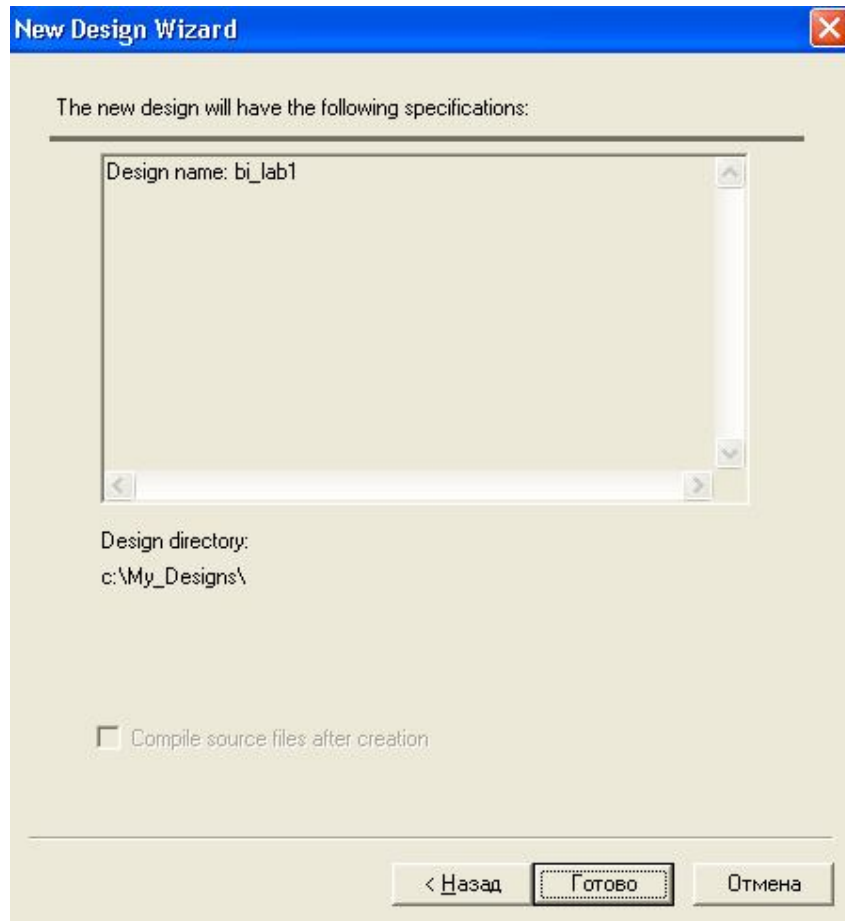 New Design Wizard
The new design will have the following specifications:
Design name: bi_lab1
Design directory:
c:\My_Designs\
Compile source files after creation
< Назад Готово Отмена